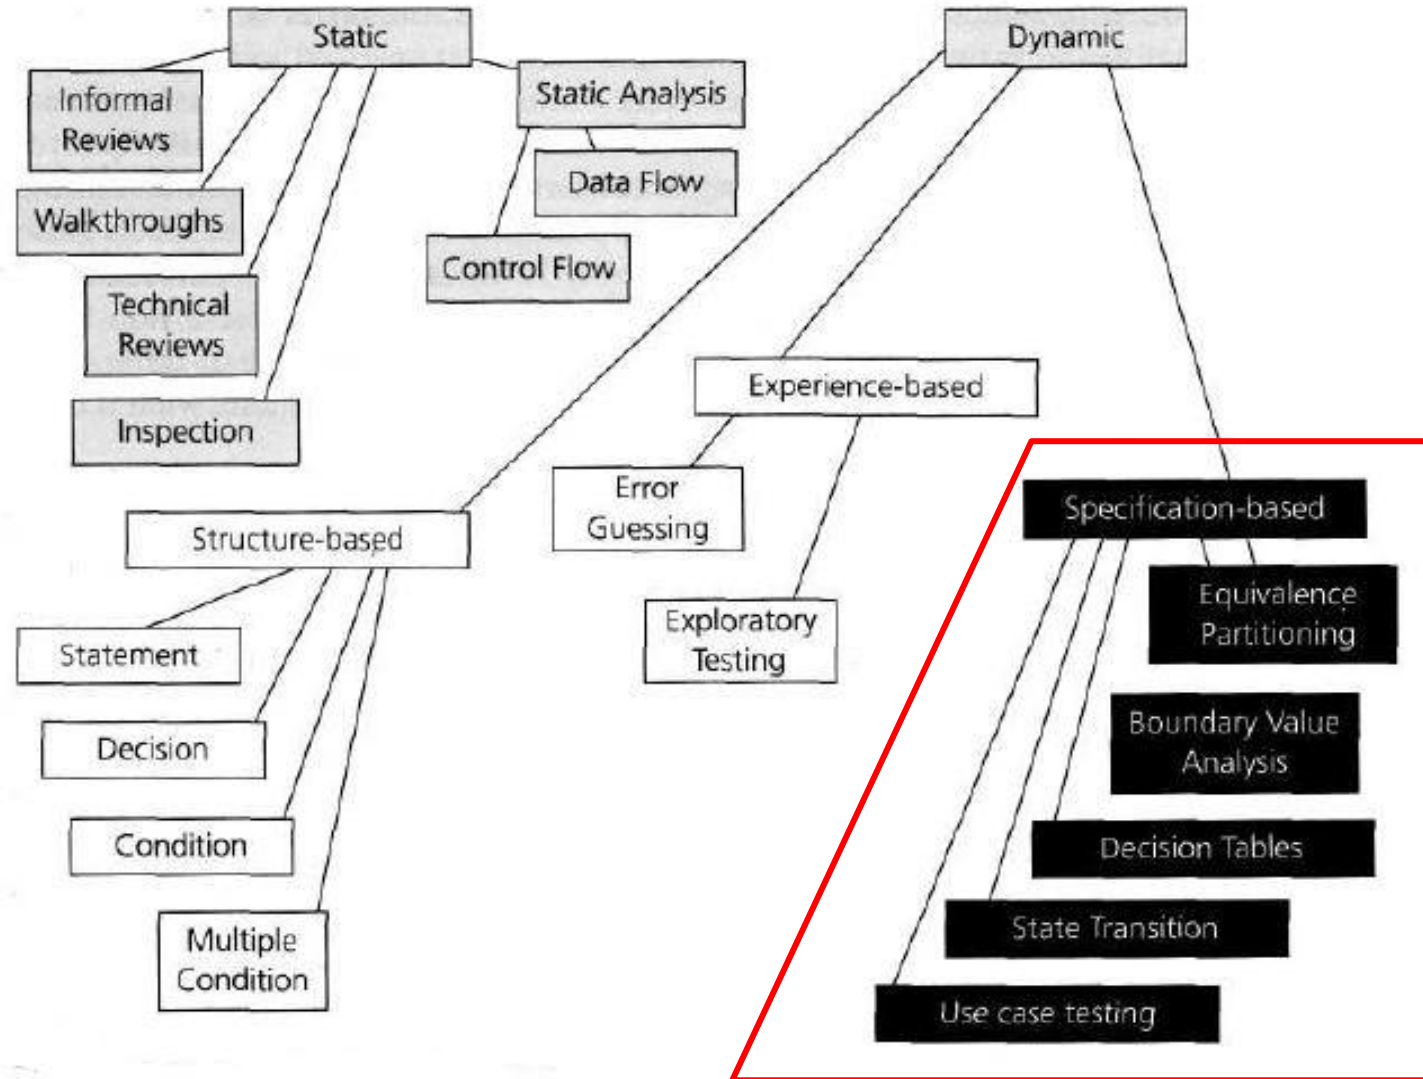 Static
Dynamic
Informal
Reviews
Static Analysis
Data Flow
Walkthroughs
Control Flow
Technical
Reviews
Experience-based
Inspection
Error
Guessing
Specification-based
Structure-based
Equivalence
Partitioning
Exploratory
Testing
Statement
Boundary Value
Analysis
Decision
Condition
Decision Tables
State Transition
Multiple
Condition
Use case testing